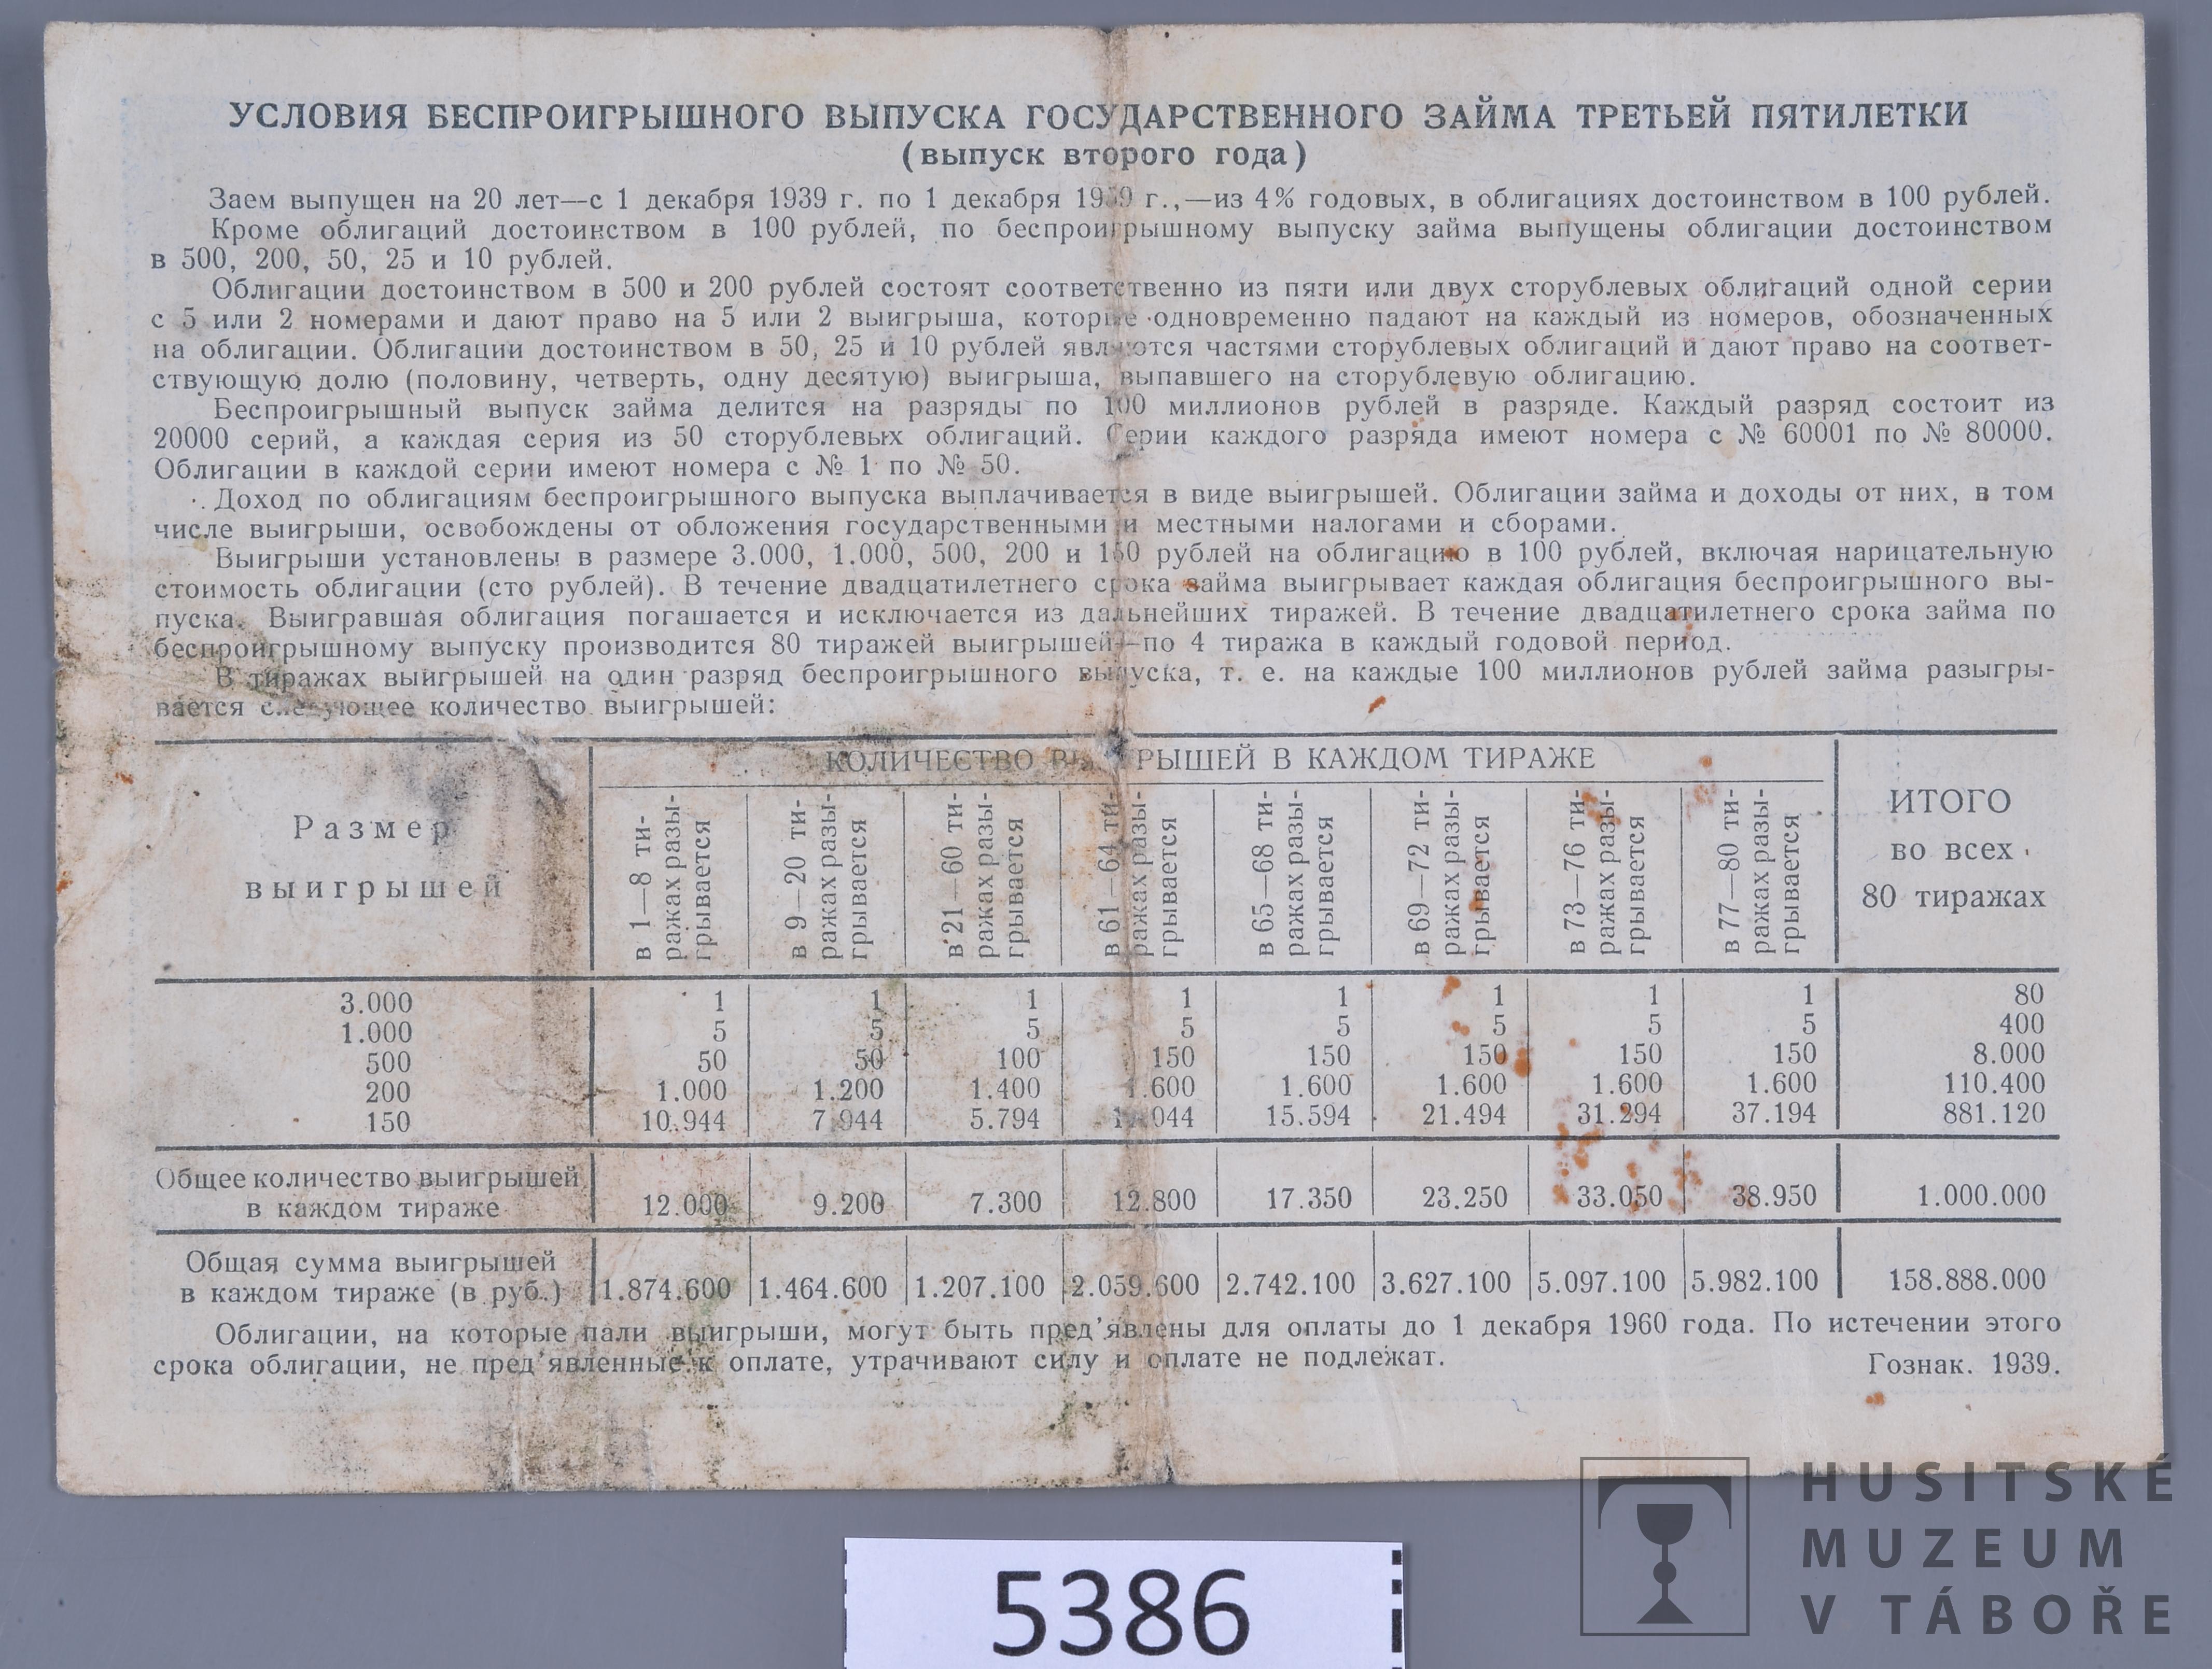 УСЛОВИЯ БЕСПРОИГРЫШНОГО ВЫПУСКА ГОСУДАРСТВЕННОГО ЗАЙМА ТРЕТЬЕЙ ПЯТИЛЕТКИ
(выпуск второго года)
Заем выпущен на 20 лет—с 1 декабря 1939 г. по 1 декабря 1959 г.,—из 4% годовых, в облигациях достоинством в 100 рублей.
Кроме облигаций достоинством в 100 рублей, по беспроигрышному выпуску займа выпущены облигации достоинством
в 500, 200, 50, 25 и 10 рублей.
Облигации достоинством в 500 и 200 рублей состоят соответственно из пяти или двух сторублевых облигаций одной серии
с 5 или 2 номерами и дают право на 5 или 2 выигрыша, которые одновременно падают на каждый из номеров, обозначенных
на облигации. Облигации достоинством в 50, 25 и 10 рублей являются частями сторублевых облигаций и дают право на соответ-
ствующую долю (половину, четверть, одну десятую) выигрыша, выпавшего на сторублевую облигацию.
Беспроигрышный выпуск займа делится на разряды по 100 миллионов рублей в разряде. Каждый разряд состоит из
20000 серий, а каждая серия из 50 сторублевых облигаций. Серии каждого разряда имеют номера с № 60001 по № 80000.
Облигации в каждой серии имеют номера с № 1 по № 50.
Доход по облигациям беспроигрышного выпуска выплачивается в виде выигрышей. Облигации займа и доходы от них, в том
числе выигрыши, освобождены от обложения государственными и местными налогами и сборами.
Выигрыши установлены в размере 3.000, 1.000, 500, 200 и 150 рублей на облигацию в 100 рублей, включая нарицательную
стоимость облигации (сто рублей). В течение двадцатилетнего срока займа выигрывает каждая облигация беспроигрышного вы-
пуска. Выигравшая облигация погашается и исключается из дальнейших тиражей. В течение двадцатилетнего срока займа по
беспроигрышному выпуску производится 80 тиражей выигрышей—по 4 тиража в каждый годовой период.
В тиражах выигрышей на один разряд беспроигрышного выпуска, т. е. на каждые 100 миллионов рублей займа разыгры-
вается следующее количество выигрышей:
Размер выигрышей
КОЛИЧЕСТВО ВЫИГРЫШЕЙ В КАЖДОМ ТИРАЖЕ
в 1—8 ти-
ражах разы-
грывается
в 9—20 ти-
ражах разы-
грывается
в 21—60 ти-
ражах разы-
грывается
в 61—64 ти-
ражах разы-
грывается
в 65—68 ти-
ражах разы-
грывается
в 69—72 ти-
ражах разы-
грывается
в 73—76 ти-
ражах разы-
грывается
в 77—80 ти-
ражах разы-
грывается
ИТОГО
во всех
80 тиражах
3.000 1 1 1 1 1 1 1 1 80
1.000 5 5 5 5 5 5 5 5 400
500 50 50 100 150 150 150 150 150 8.000
200 1.000 1.200 1.400 1.600 1.600 1.600 1.600 1.600 110.400
150 10.944 7.944 5.794 11.044 15.594 21.494 31.294 37.194 881.120
Общее количество выигрышей
в каждом тираже 12.000 9.200 7.300 12.800 17.350 23.250 33.050 38.950 1.000.000
Общая сумма выигрышей
в каждом тираже (в руб.) 1.874.600 1.464.600 1.207.100 2.059.600 2.742.100 3.627.100 5.097.100 5.982.100 158.888.000
Облигации, на которые пали выигрыши, могут быть пред'явлены для оплаты до 1 декабря 1960 года. По истечении этого
срока облигации, не пред'явленные к оплате, утрачивают силу и оплате не подлежат.
Гознак. 1939.
5386
HUSITSKÉ
MUZEUM
V TÁBOŘE